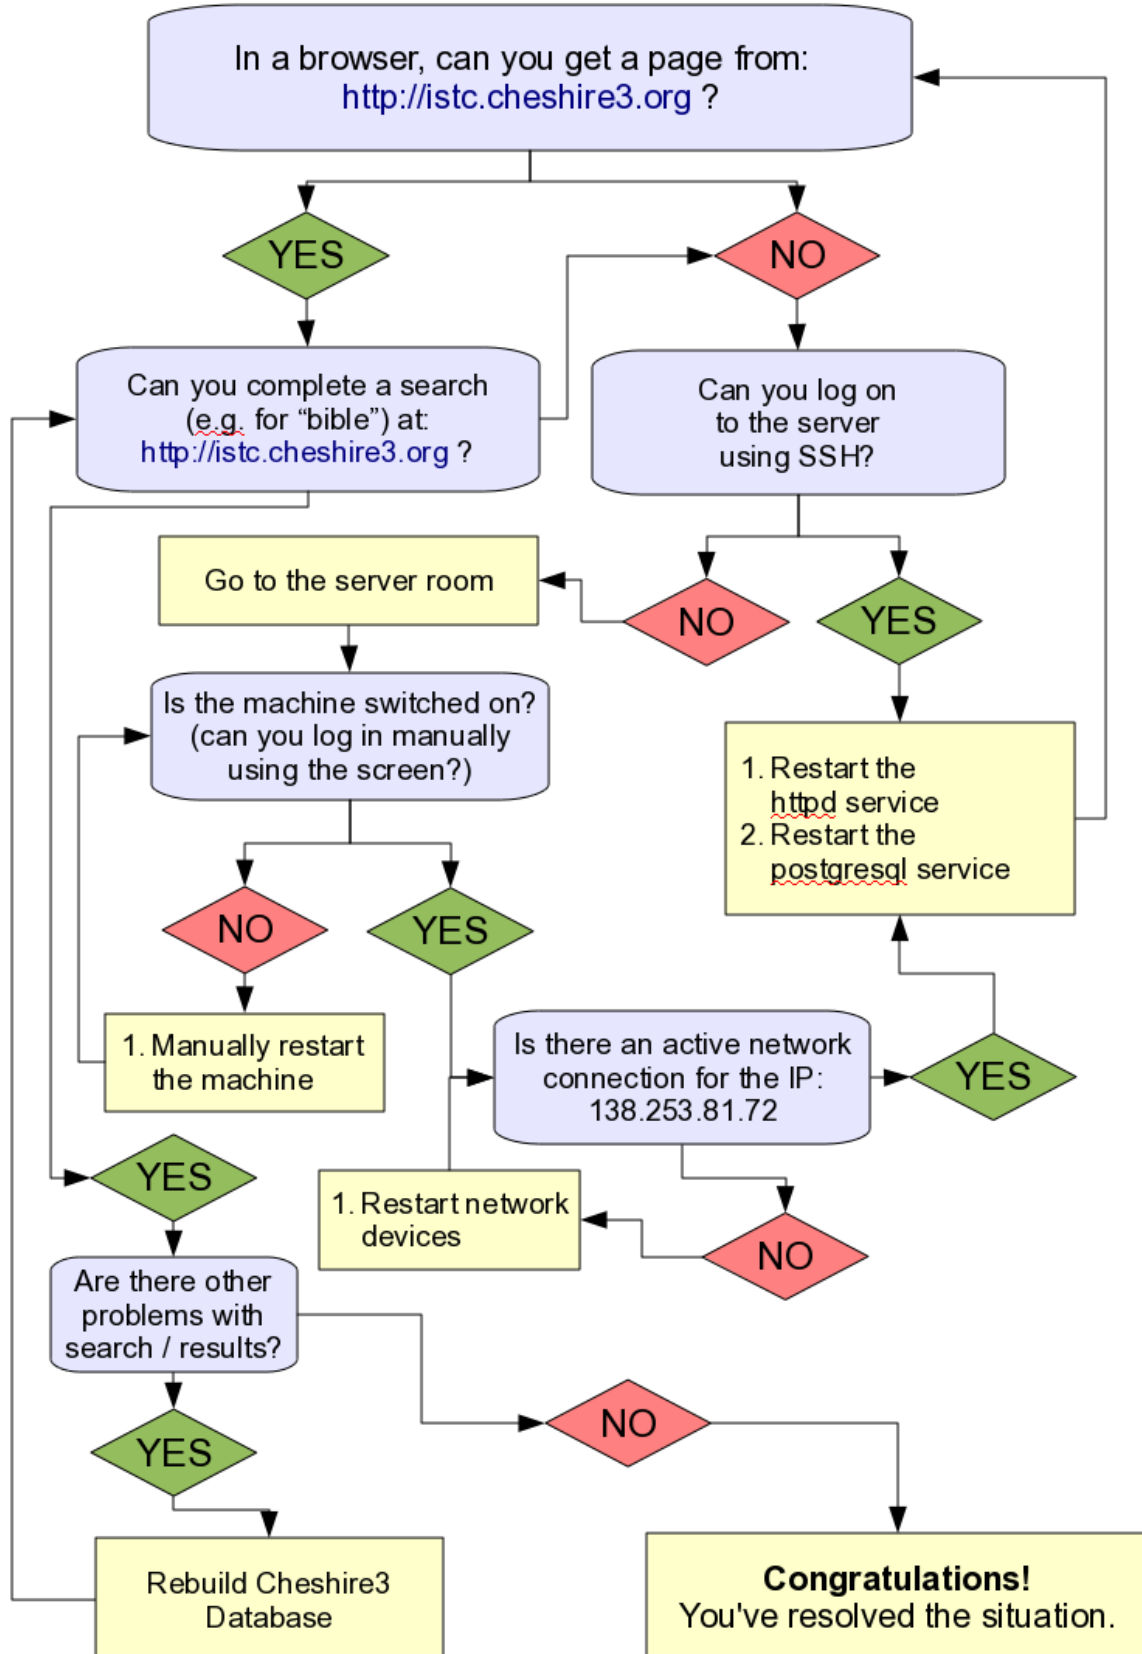 In a browser, can you get a page from:
http://istc.cheshire3.org ?
YES
NO
Can you complete a search
(e.g. for “bible”) at:
http://istc.cheshire3.org ?
Can you log on
to the server
using SSH?
Go to the server room
NO
YES
Is the machine switched on?
(can you log in manually
using the screen?)
1. Restart the
httpd service
2. Restart the
postgresql service
NO
YES
1. Manually restart
the machine
Is there an active network
connection for the IP:
138.253.81.72
YES
YES
1. Restart network
devices
NO
Are there other
problems with
search / results?
YES
NO
Rebuild Cheshire3
Database
Congratulations!
You've resolved the situation.